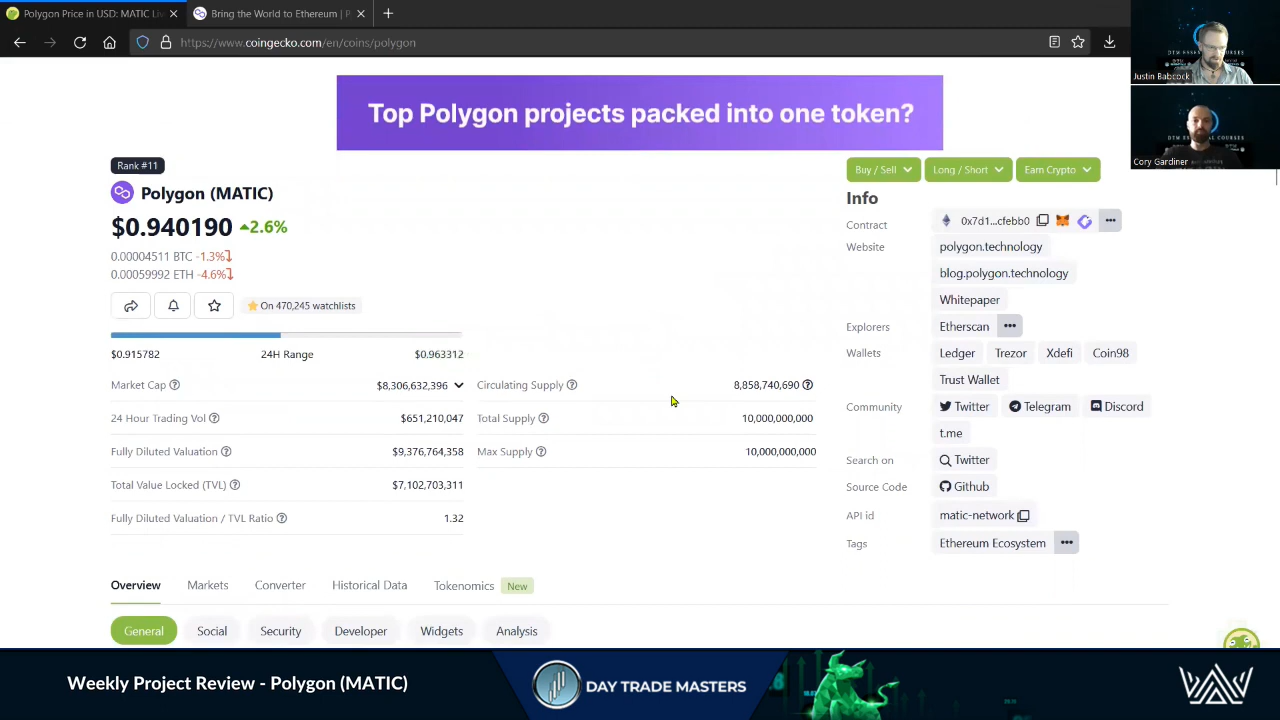 Polygon Price in USD: MATIC Li
Bring the World to Ethereum | P
https://www.coingecko.com/en/coins/polygon
Justin Babcock
Cory Gardiner
Top Polygon projects packed into one token?
Rank #11
Polygon (MATIC)
$0.940190 2.6%
0.00004511 BTC -1.3%
0.00059992 ETH -4.6%
On 470,245 watchlists
$0.915782 24H Range $0.963312
Market Cap $8,306,632,396
24 Hour Trading Vol $651,210,047
Fully Diluted Valuation $9,376,764,358
Total Value Locked (TVL) $7,102,703,311
Fully Diluted Valuation / TVL Ratio 1.32
Circulating Supply 8,858,740,690
Total Supply 10,000,000,000
Max Supply 10,000,000,000
Buy / Sell Long / Short Earn Crypto
Info
Contract 0x7d1...cfebb0
Website polygon.technology
blog.polygon.technology
Whitepaper
Explorers Etherscan
Wallets Ledger Trezor Xdefi Coin98
Trust Wallet
Community Twitter Telegram Discord
t.me
Search on Twitter
Source Code Github
API id matic-network
Tags Ethereum Ecosystem
Overview Markets Converter Historical Data Tokenomics New
General Social Security Developer Widgets Analysis
Weekly Project Review - Polygon (MATIC)
DAY TRADE MASTERS